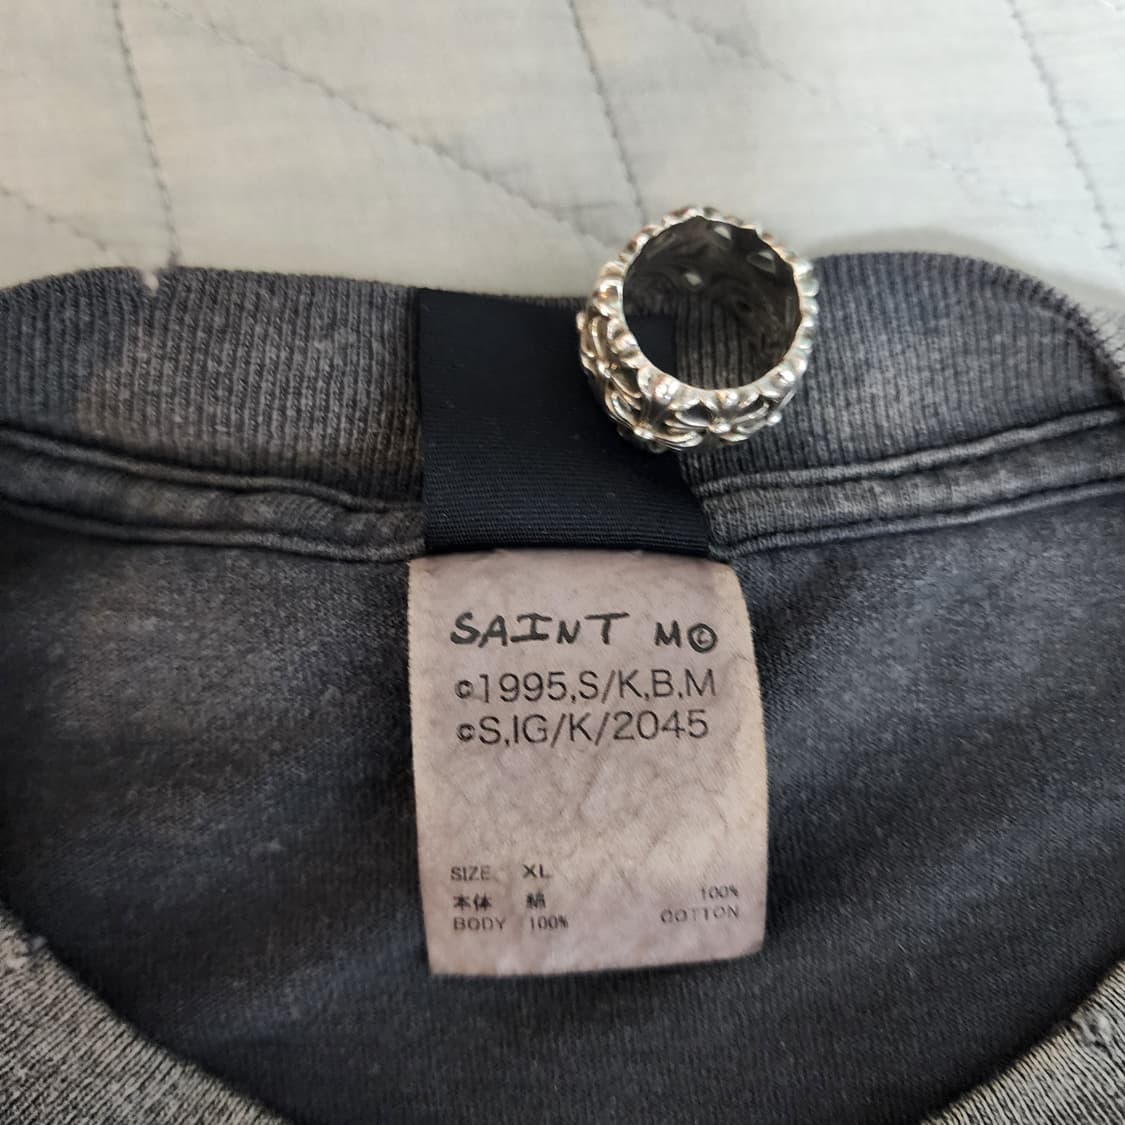 SAINT M©
©1995,S/K,B,M
©S,IG/K/2045
SIZE XL
本体 綿 100%
BODY 100% COTTON